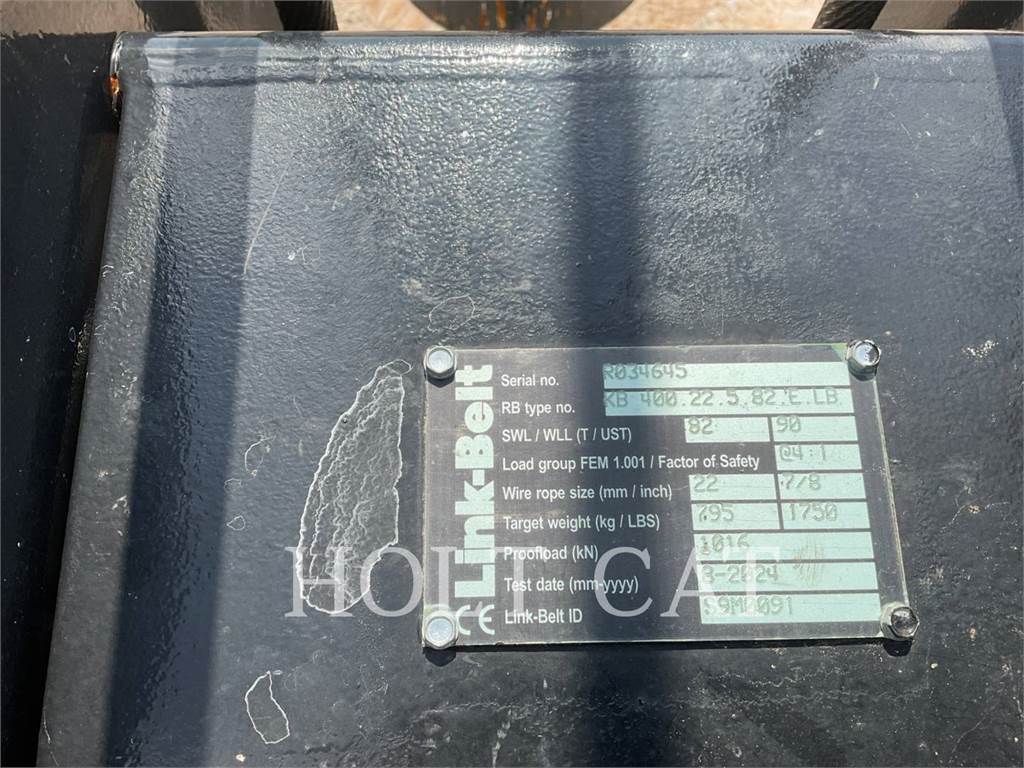 Link-Belt
CE
Serial no. R034645
RB type no. KB 400.22.5.82.E.LB
SWL / WLL (T / UST) 82 90
Load group FEM 1.001 / Factor of Safety @4:1
Wire rope size (mm / inch) 22 7/8
Target weight (kg / LBS) 795 1750
Proofload (kN) 1016
Test date (mm-yyyy) 8-2024
Link-Belt ID S9M0091
HOLT CAT